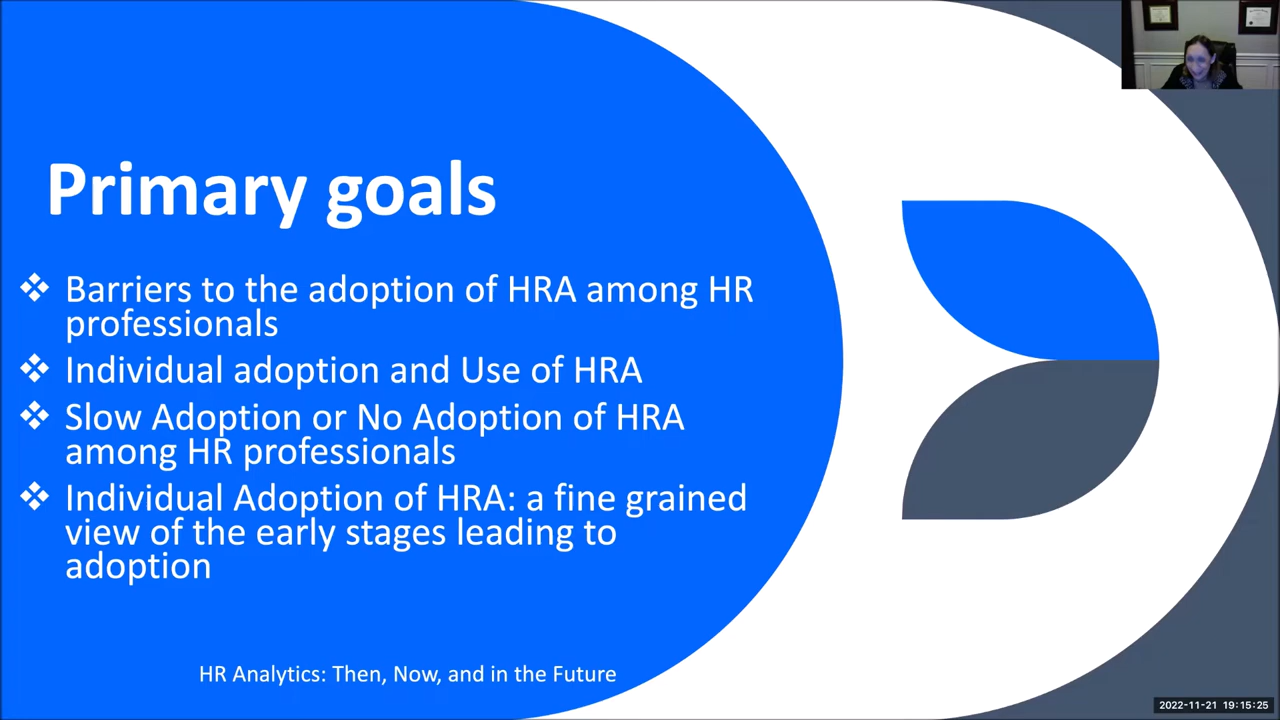 Primary goals
❖ Barriers to the adoption of HRA among HR
professionals
❖ Individual adoption and Use of HRA
❖ Slow Adoption or No Adoption of HRA
among HR professionals
❖ Individual Adoption of HRA: a fine grained
view of the early stages leading to
adoption
HR Analytics: Then, Now, and in the Future
2022-11-21 19:15:25